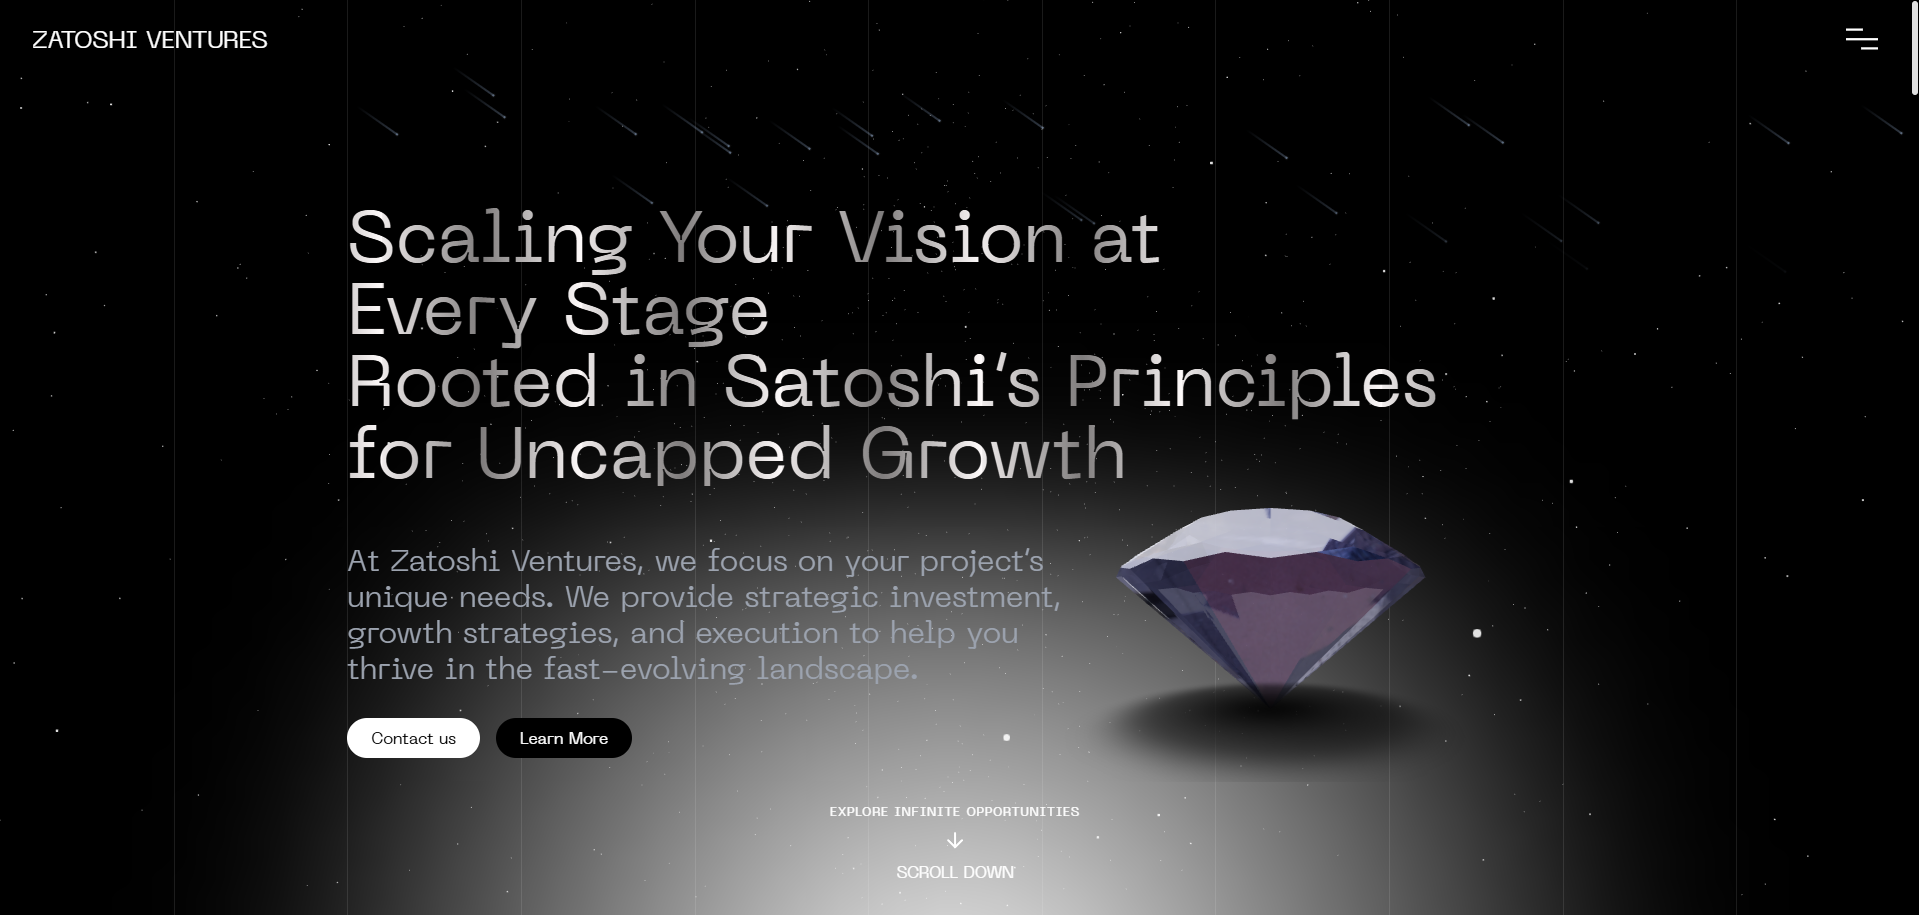 ZATOSHI VENTURES
Scaling Your Vision at
Every Stage
Rooted in Satoshi's Principles
for Uncapped Growth
At Zatoshi Ventures, we focus on your project's
unique needs. We provide strategic investment,
growth strategies, and execution to help you
thrive in the fast-evolving landscape.
Contact us
Learn More
EXPLORE INFINITE OPPORTUNITIES
SCROLL DOWN